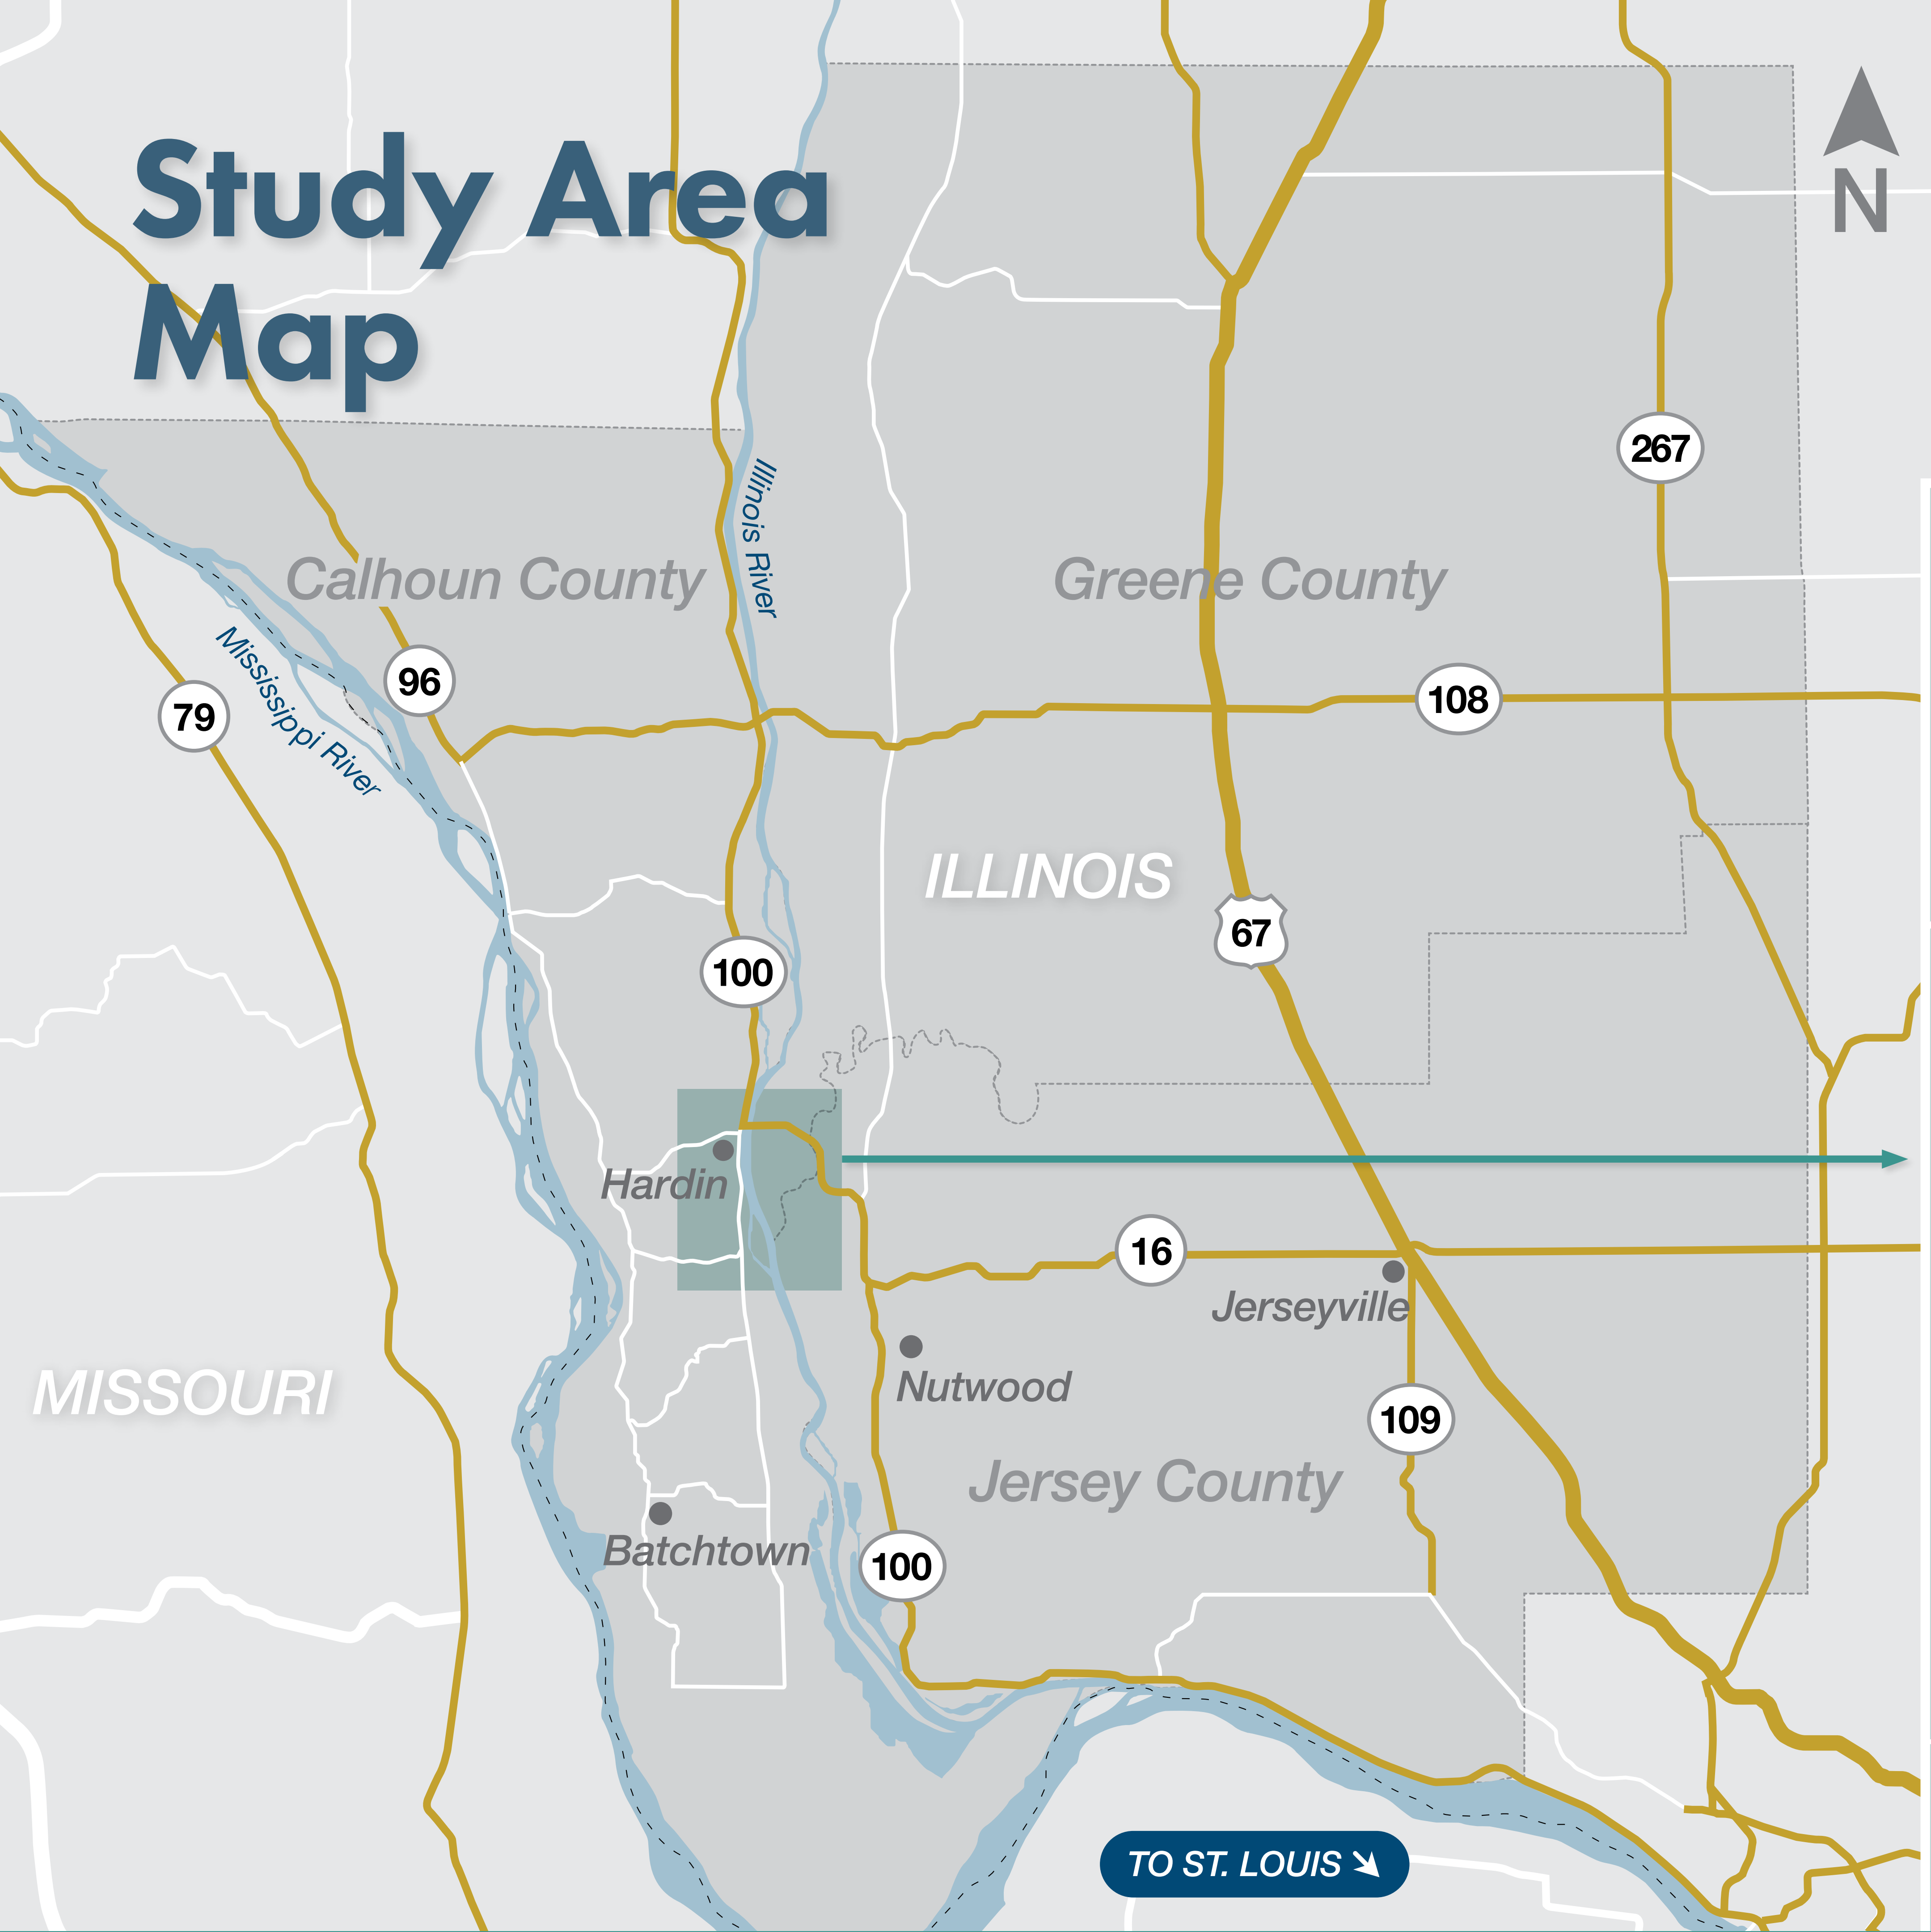 Study Area
Map
N
267
Illinois River
Calhoun County
Greene County
Mississippi River
96
79
108
ILLINOIS
67
100
Hardin
16
Jerseyville
Nutwood
MISSOURI
109
Jersey County
Batchtown
100
TO ST. LOUIS